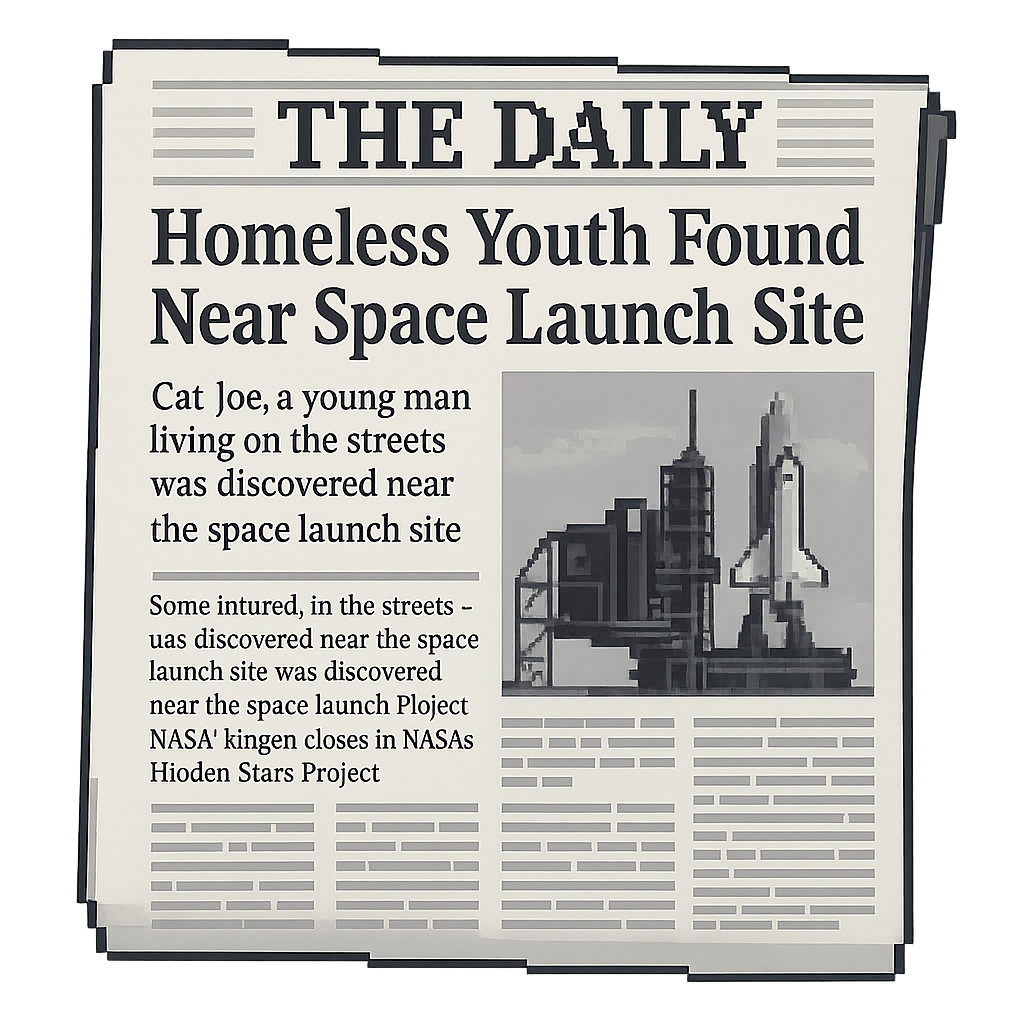 THE DAILY
Homeless Youth Found
Near Space Launch Site
Cat Joe, a young man
living on the streets
was discovered near
the space launch site
Some intured, in the streets –
uas discovered near the space
launch site was discovered
near the space launch Ploject
NASA' kingen closes in NASAs
Hioden Stars Project